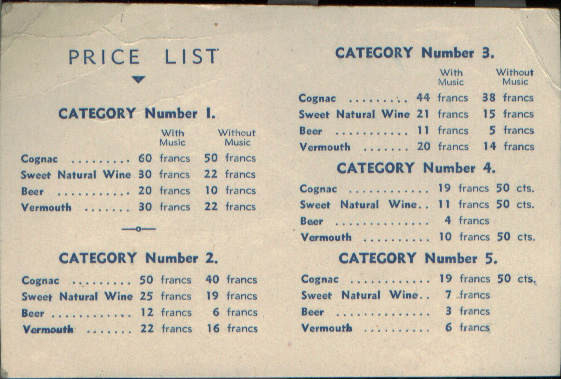 PRICE LIST
CATEGORY Number 1.
With Music Without Music
Cognac ......... 60 francs 50 francs
Sweet Natural Wine 30 francs 22 francs
Beer ............ 20 francs 10 francs
Vermouth ....... 30 francs 22 francs
CATEGORY Number 2.
Cognac ......... 50 francs 40 francs
Sweet Natural Wine 25 francs 19 francs
Beer ............ 12 francs 6 francs
Vermouth ....... 22 francs 16 francs
CATEGORY Number 3.
With Music Without Music
Cognac ......... 44 francs 38 francs
Sweet Natural Wine 21 francs 15 francs
Beer ............ 11 francs 5 francs
Vermouth ....... 20 francs 14 francs
CATEGORY Number 4.
Cognac ............ 19 francs 50 cts.
Sweet Natural Wine.. 11 francs 50 cts.
Beer .............. 4 francs
Vermouth .......... 10 francs 50 cts.
CATEGORY Number 5.
Cognac ............ 19 francs 50 cts.
Sweet Natural Wine.. 7 francs
Beer .............. 3 francs
Vermouth .......... 6 francs